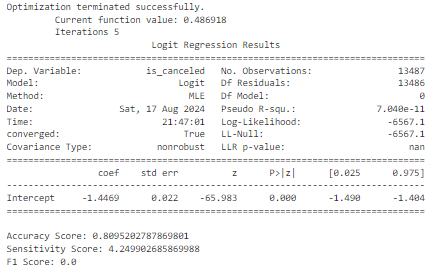 Optimization terminated successfully.
Current function value: 0.486918
Iterations 5
Logit Regression Results
==============================================================================
Dep. Variable: is_canceled No. Observations: 13487
Model: Logit Df Residuals: 13486
Method: MLE Df Model: 0
Date: Sat, 17 Aug 2024 Pseudo R-squ.: 7.040e-11
Time: 21:47:01 Log-Likelihood: -6567.1
converged: True LL-Null: -6567.1
Covariance Type: nonrobust LLR p-value: nan
==============================================================================
coef std err z P>|z| [0.025 0.975]
------------------------------------------------------------------------------
Intercept -1.4469 0.022 -65.983 0.000 -1.490 -1.404
==============================================================================
Accuracy Score: 0.8095202787869801
Sensitivity Score: 4.249902685869988
F1 Score: 0.0